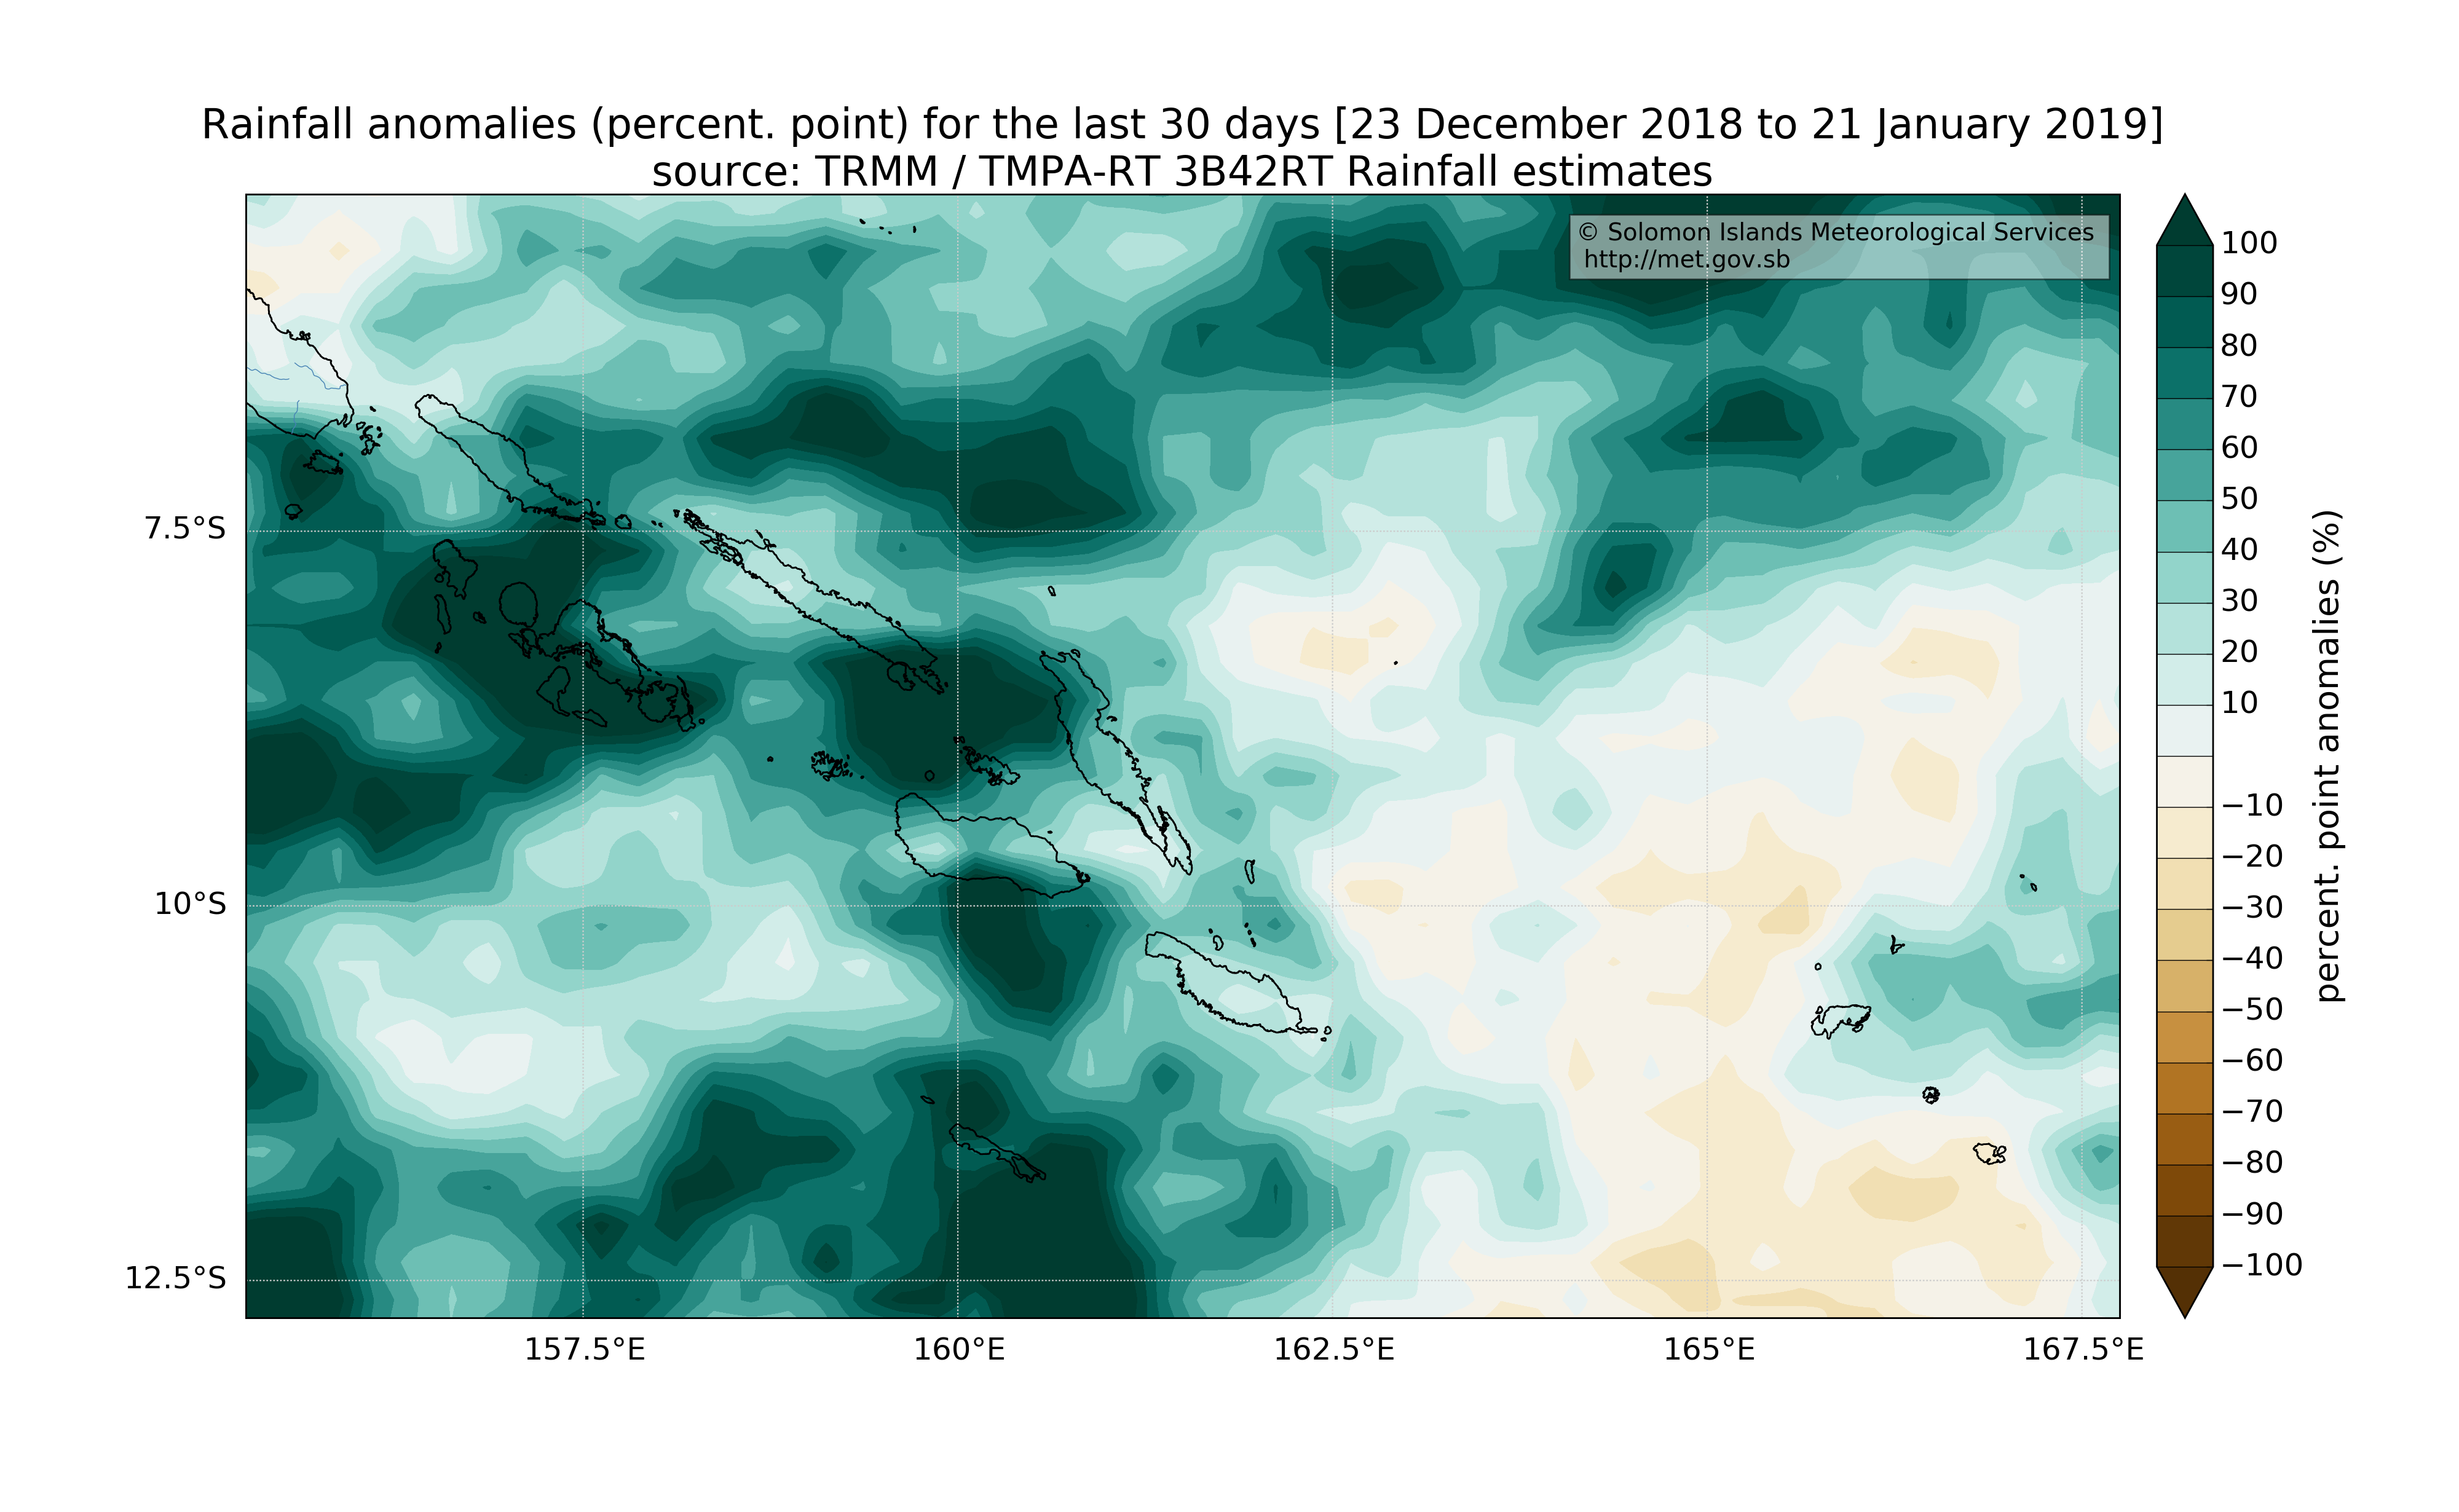 Rainfall anomalies (percent. point) for the last 30 days [23 December 2018 to 21 January 2019]
source: TRMM / TMPA-RT 3B42RT Rainfall estimates
© Solomon Islands Meteorological Services
http://met.gov.sb
7.5°S
10°S
12.5°S
157.5°E
160°E
162.5°E
165°E
167.5°E
100
90
80
70
60
50
40
30
20
10
−10
−20
−30
−40
−50
−60
−70
−80
−90
−100
percent. point anomalies (%)